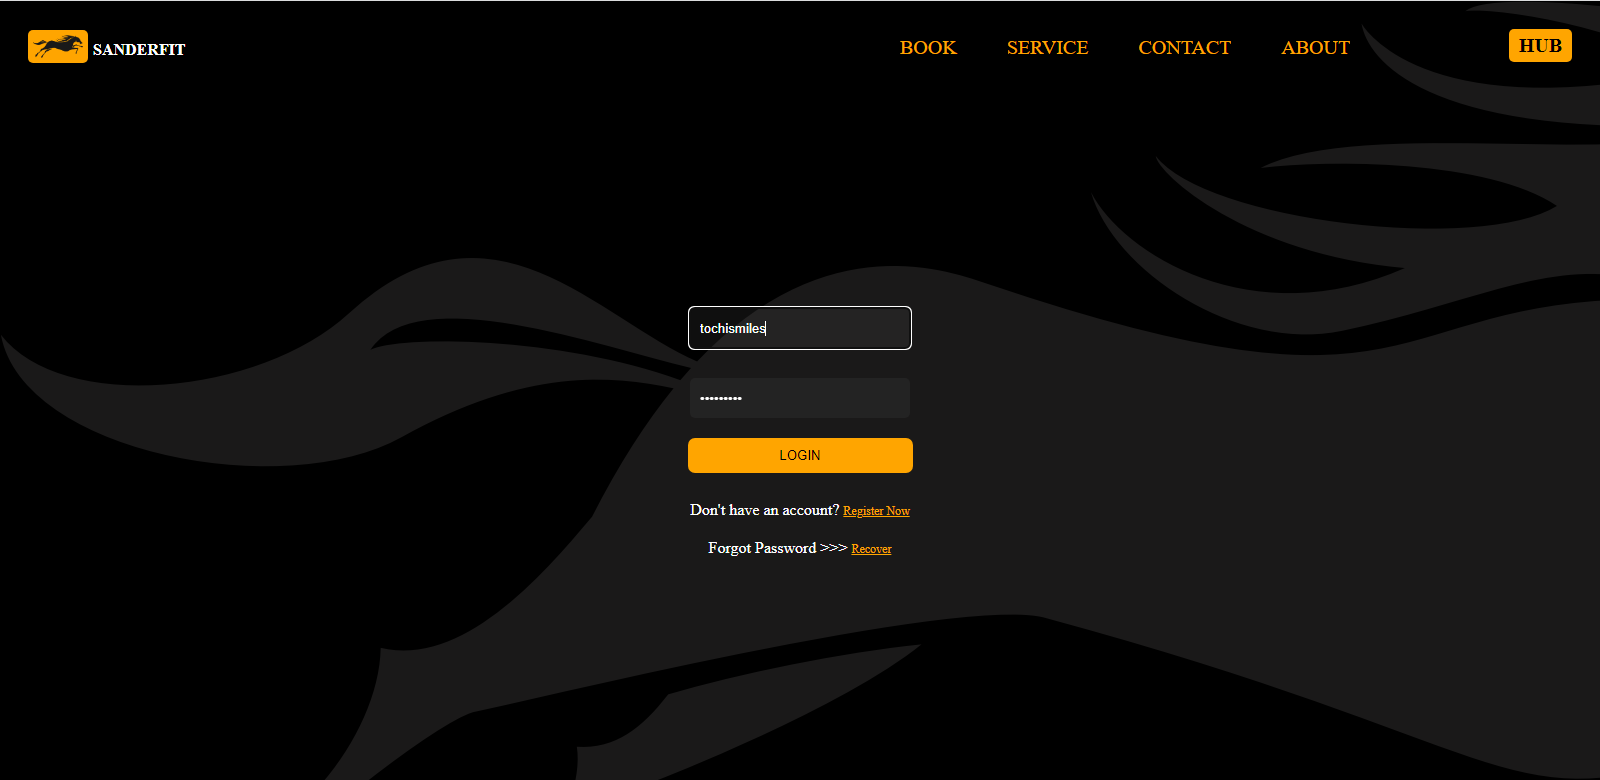 SANDERFIT
BOOK SERVICE CONTACT ABOUT
HUB
tochismiles
•••••••••
LOGIN
Don't have an account? Register Now
Forgot Password >>> Recover